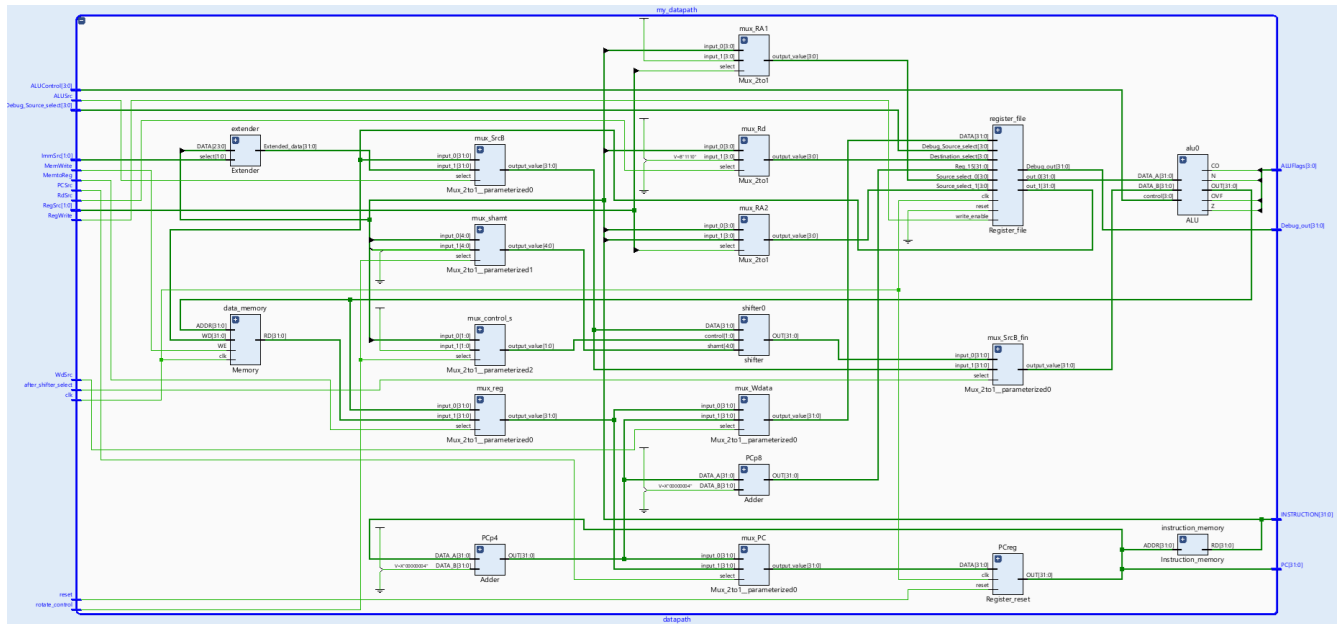 my_datapath
ALUControl[3:0]
ALUSrc
Debug_Source_select[3:0]
ImmSrc[1:0]
MemWrite
MemtoReg
PCSrc
RdSrc
RegSrc[1:0]
RegWrite
WdSrc
after_shifter_select
clk
reset
rotate_control
extender
DATA[23:0]
select[1:0]
Extended_data[31:0]
Extender
data_memory
ADDR[31:0]
WD[31:0]
WE
clk
RD[31:0]
Memory
mux_SrcB
input_0[31:0]
input_1[31:0]
select
output_value[31:0]
Mux_2to1__parameterized0
mux_shamt
input_0[4:0]
input_1[4:0]
select
output_value[4:0]
Mux_2to1__parameterized1
mux_control_s
input_0[1:0]
input_1[1:0]
select
output_value[1:0]
Mux_2to1__parameterized2
mux_reg
input_0[31:0]
input_1[31:0]
select
output_value[31:0]
Mux_2to1__parameterized0
PCp4
DATA_A[31:0]
V=X"00000004" DATA_B[31:0]
OUT[31:0]
Adder
mux_RA1
input_0[3:0]
input_1[3:0]
select
output_value[3:0]
Mux_2to1
mux_Rd
input_0[3:0]
V=B"1110" input_1[3:0]
select
output_value[3:0]
Mux_2to1
mux_RA2
input_0[3:0]
input_1[3:0]
select
output_value[3:0]
Mux_2to1
shifter0
DATA[31:0]
control[1:0]
shamt[4:0]
OUT[31:0]
shifter
mux_Wdata
input_0[31:0]
input_1[31:0]
select
output_value[31:0]
Mux_2to1__parameterized0
PCp8
DATA_A[31:0]
V=X"00000004" DATA_B[31:0]
OUT[31:0]
Adder
mux_PC
input_0[31:0]
input_1[31:0]
select
output_value[31:0]
Mux_2to1__parameterized0
register_file
DATA[31:0]
Debug_Source_select[3:0]
Destination_select[3:0]
Reg_15[31:0]
Source_select_0[3:0]
Source_select_1[3:0]
clk
reset
write_enable
Debug_out[31:0]
out_0[31:0]
out_1[31:0]
Register_file
mux_SrcB_fin
input_0[31:0]
input_1[31:0]
select
output_value[31:0]
Mux_2to1__parameterized0
PCreg
DATA[31:0]
clk
reset
OUT[31:0]
Register_reset
alu0
DATA_A[31:0]
DATA_B[31:0]
control[3:0]
CO
N
OUT[31:0]
OVF
Z
ALU
instruction_memory
ADDR[31:0]
RD[31:0]
Instruction_memory
ALUFlags[3:0]
Debug_out[31:0]
INSTRUCTION[31:0]
PC[31:0]
datapath